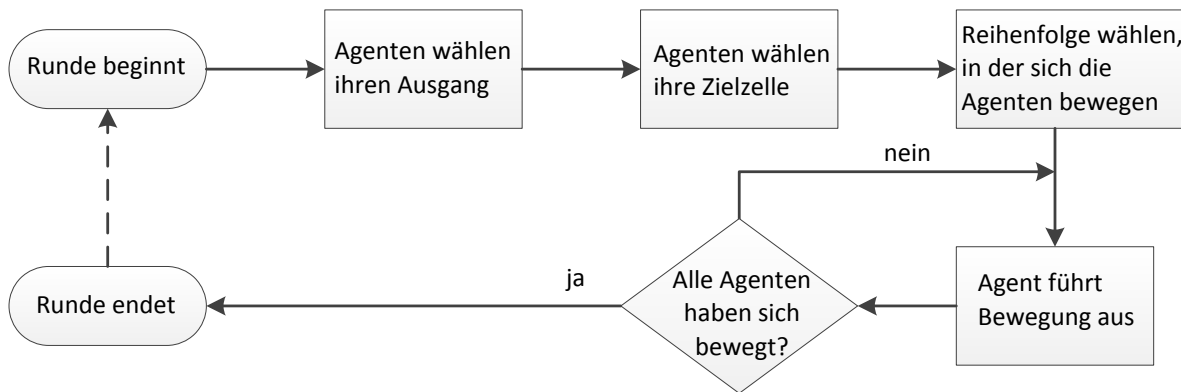 Runde beginnt
Agenten wählen
ihren Ausgang
Agenten wählen
ihre Zielzelle
Reihenfolge wählen,
in der sich die
Agenten bewegen
nein
Agent führt
Bewegung aus
Alle Agenten
haben sich
bewegt?
ja
Runde endet